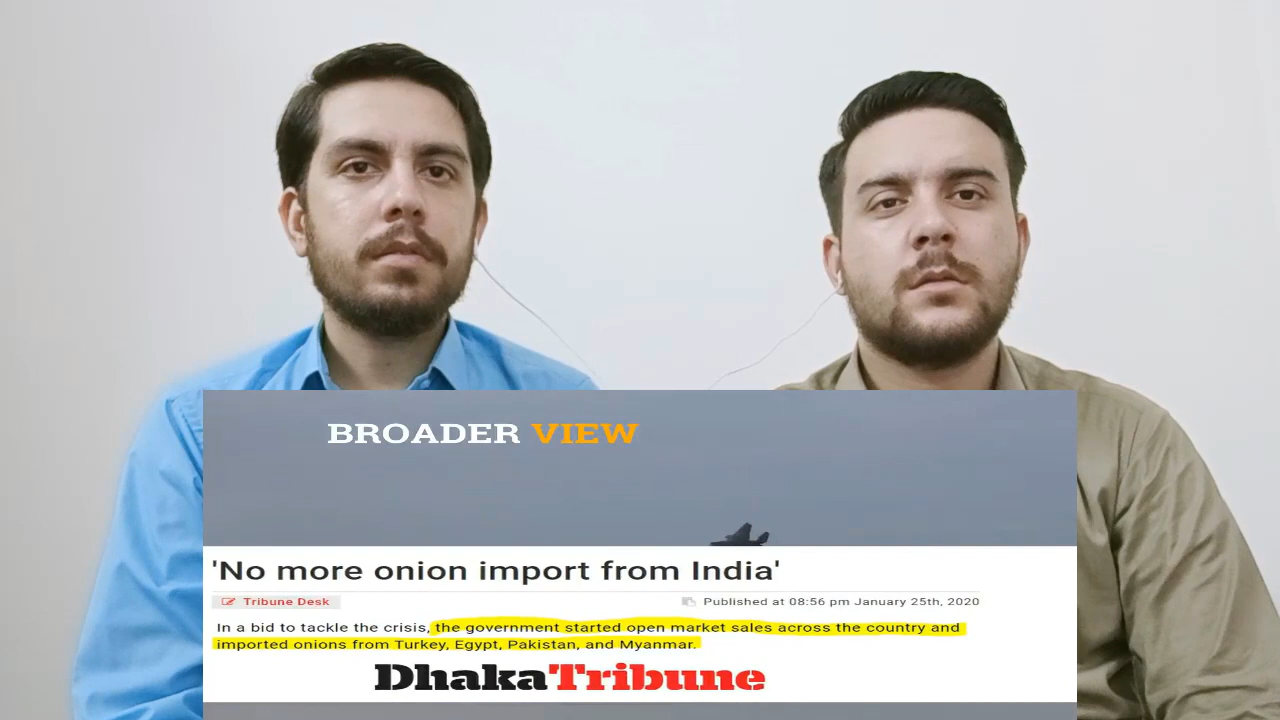 BROADER VIEW
'No more onion import from India'
Tribune Desk
Published at 08:56 pm January 25th, 2020
In a bid to tackle the crisis, the government started open market sales across the country and
imported onions from Turkey, Egypt, Pakistan, and Myanmar.
DhakaTribune